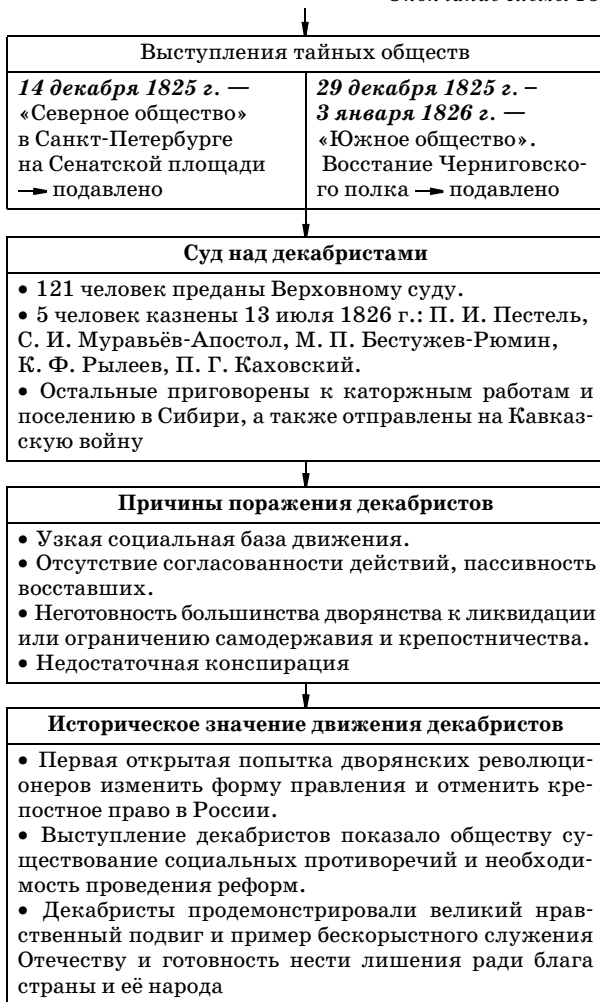 Выступления тайных обществ
14 декабря 1825 г. —
«Северное общество»
в Санкт-Петербурге
на Сенатской площади
→ подавлено
29 декабря 1825 г. –
3 января 1826 г. —
«Южное общество».
Восстание Черниговско-
го полка → подавлено
Суд над декабристами
• 121 человек преданы Верховному суду.
• 5 человек казнены 13 июля 1826 г.: П. И. Пестель,
С. И. Муравьёв-Апостол, М. П. Бестужев-Рюмин,
К. Ф. Рылеев, П. Г. Каховский.
• Остальные приговорены к каторжным работам и
поселению в Сибири, а также отправлены на Кавказ-
скую войну
Причины поражения декабристов
• Узкая социальная база движения.
• Отсутствие согласованности действий, пассивность
восставших.
• Неготовность большинства дворянства к ликвидации
или ограничению самодержавия и крепостничества.
• Недостаточная конспирация
Историческое значение движения декабристов
• Первая открытая попытка дворянских революци-
онеров изменить форму правления и отменить кре-
постное право в России.
• Выступление декабристов показало обществу су-
ществование социальных противоречий и необходи-
мость проведения реформ.
• Декабристы продемонстрировали великий нрав-
ственный подвиг и пример бескорыстного служения
Отечеству и готовность нести лишения ради блага
страны и её народа